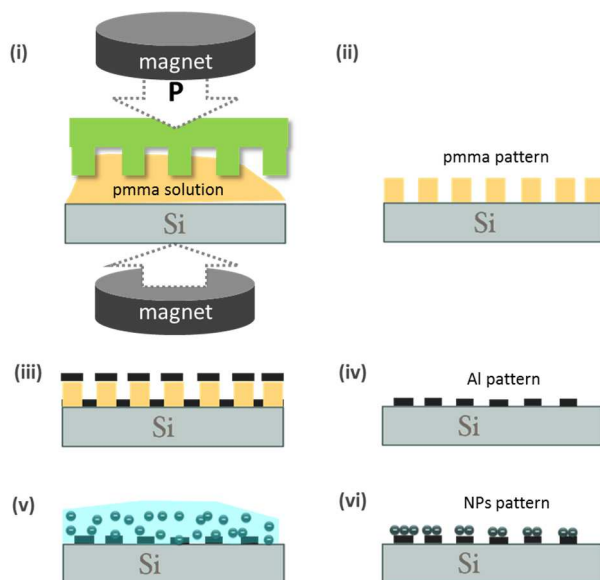 (i)
magnet
P
pmma solution
Si
magnet
(ii)
pmma pattern
Si
(iii)
Si
(iv)
Al pattern
Si
(v)
Si
(vi)
NPs pattern
Si